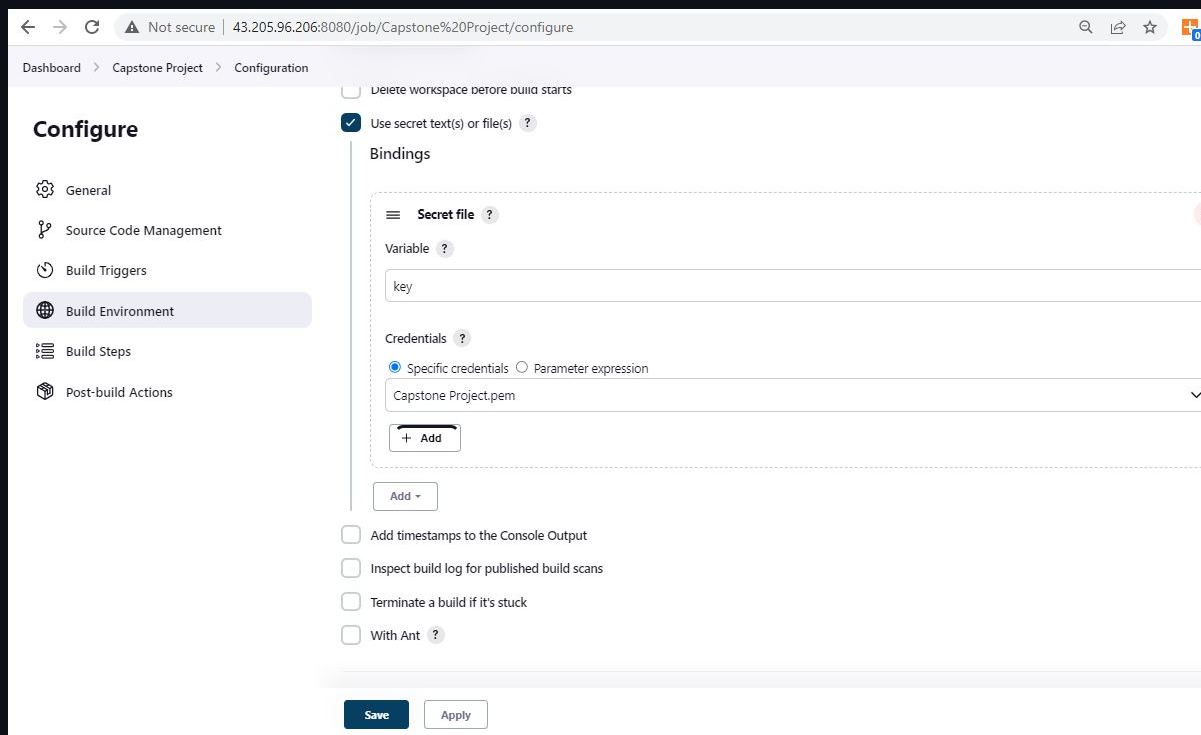 Not secure 43.205.96.206:8080/job/Capstone%20Project/configure
0
Dashboard > Capstone Project > Configuration
Delete workspace before build starts
Configure
Use secret text(s) or file(s) ?
Bindings
General
Secret file ?
Source Code Management
Variable ?
Build Triggers
key
Build Environment
Credentials ?
Build Steps
Specific credentials Parameter expression
Post-build Actions
Capstone Project.pem
+ Add
Add
Add timestamps to the Console Output
Inspect build log for published build scans
Terminate a build if it's stuck
With Ant ?
Save Apply